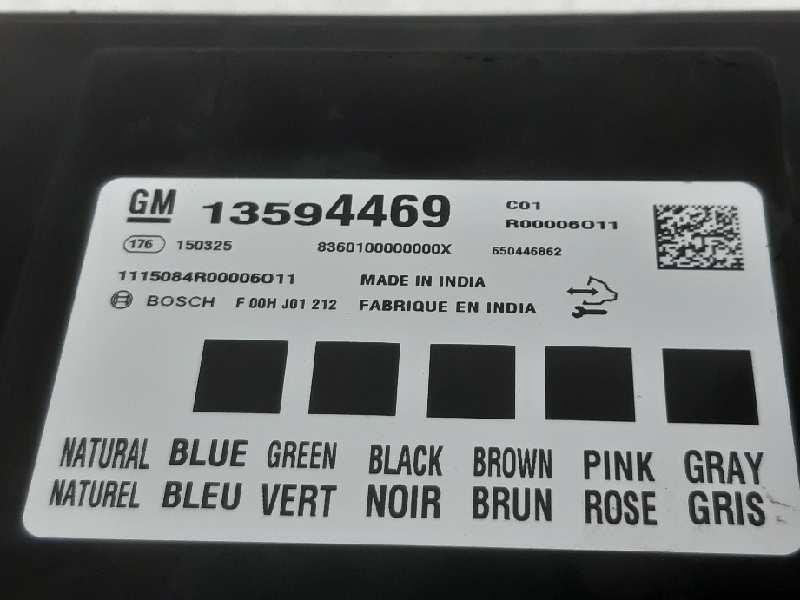 GM 13594469 C01
R00006011
176 150325 8360100000000X 550446862
1115084R00006011 MADE IN INDIA
BOSCH F 00H J01 212 FABRIQUE EN INDIA
NATURAL BLUE GREEN BLACK BROWN PINK GRAY
NATUREL BLEU VERT NOIR BRUN ROSE GRIS